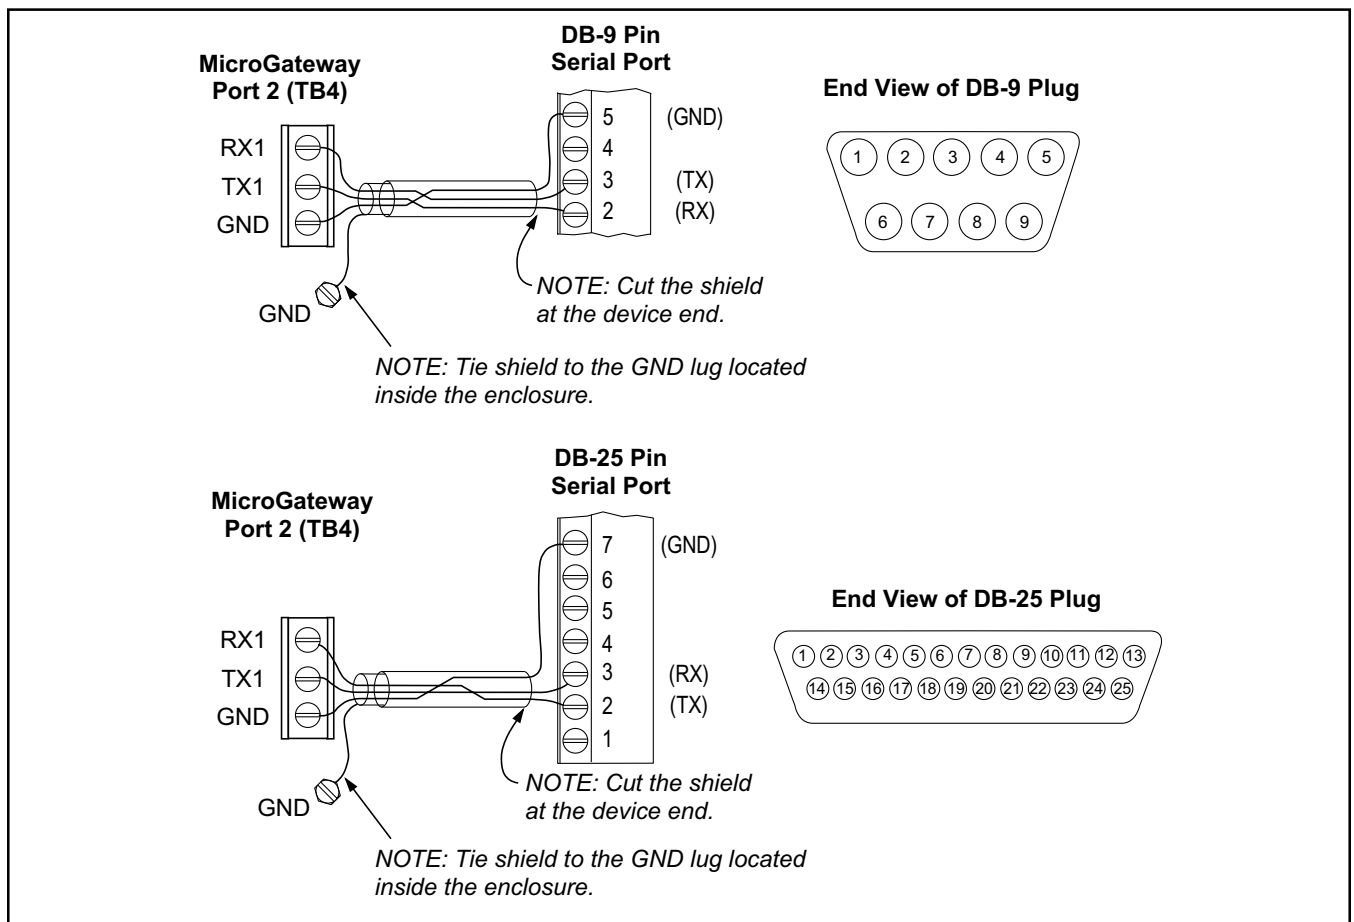 DB-9 Pin
Serial Port
MicroGateway
Port 2 (TB4)
End View of DB-9 Plug
RX1
TX1
GND
5 (GND)
4
3 (TX)
2 (RX)
1 2 3 4 5
6 7 8 9
GND
NOTE: Cut the shield
at the device end.
NOTE: Tie shield to the GND lug located
inside the enclosure.
DB-25 Pin
Serial Port
MicroGateway
Port 2 (TB4)
End View of DB-25 Plug
RX1
TX1
GND
7 (GND)
6
5
4
3 (RX)
2 (TX)
1
1 2 3 4 5 6 7 8 9 10 11 12 13
14 15 16 17 18 19 20 21 22 23 24 25
GND
NOTE: Cut the shield
at the device end.
NOTE: Tie shield to the GND lug located
inside the enclosure.